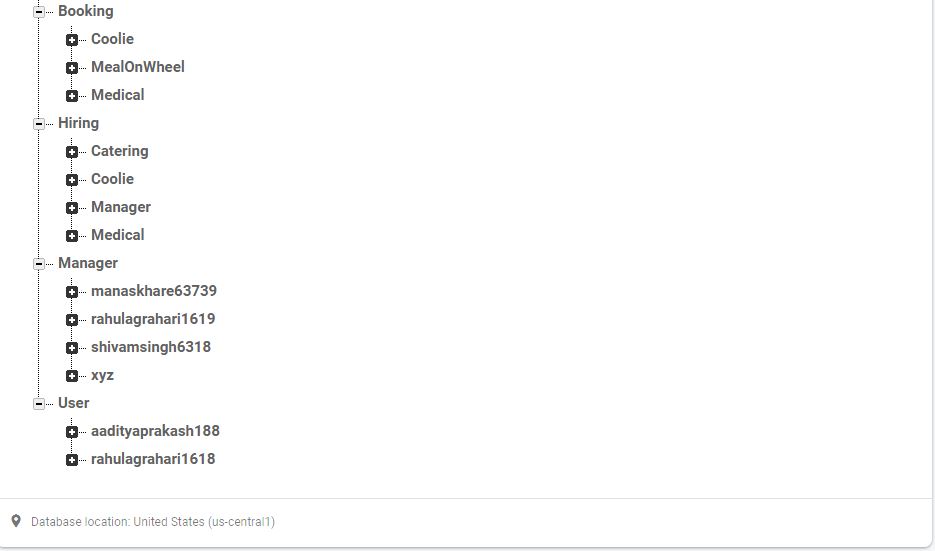 Booking
Coolie
MealOnWheel
Medical
Hiring
Catering
Coolie
Manager
Medical
Manager
manaskhare63739
rahulagrahari1619
shivamsingh6318
xyz
User
aadityaprakash188
rahulagrahari1618
Database location: United States (us-central1)